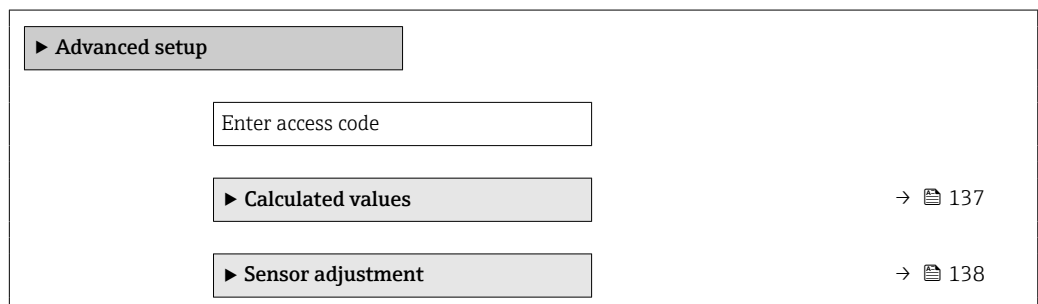 ▶ Advanced setup
Enter access code
▶ Calculated values → 137
▶ Sensor adjustment → 138